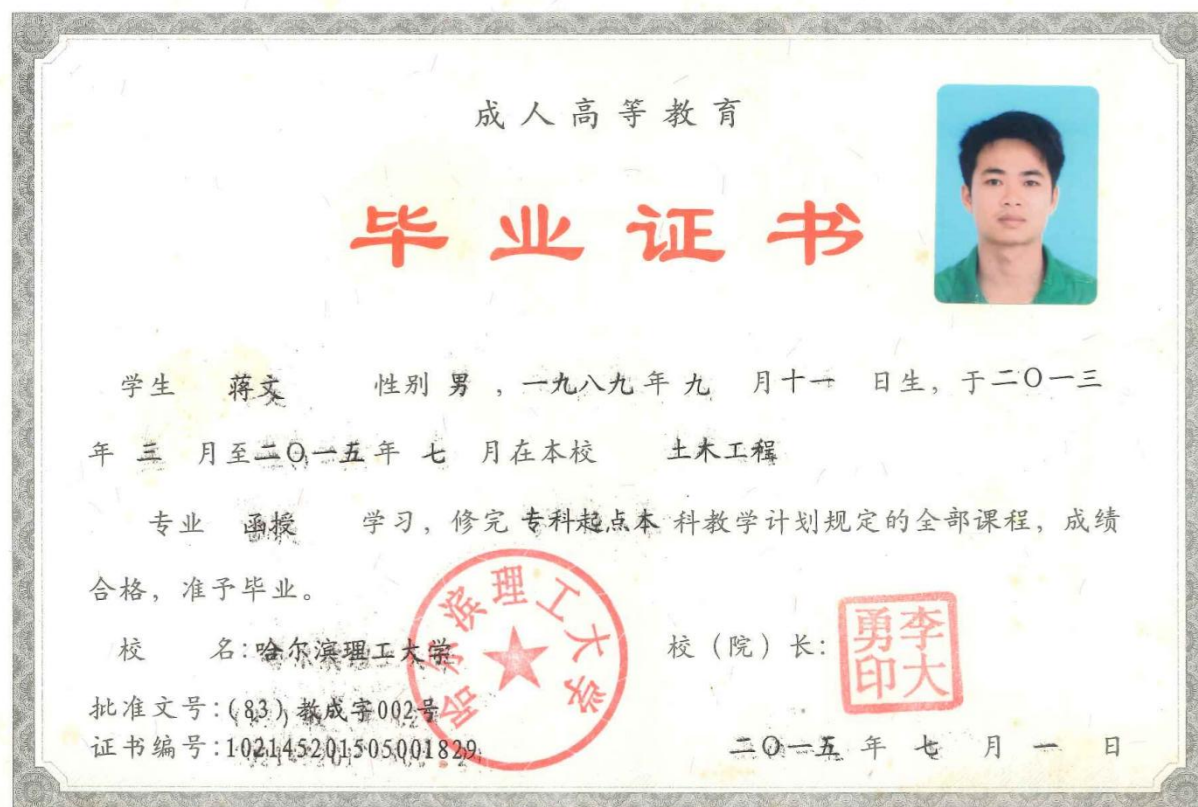 成人高等教育
毕业证书
学生 蒋文 性别 男 ，一九八九年 九 月十一 日生，于二〇一三
年 三 月至二〇一五年 七 月在本校 土木工程
专业 函授 学习，修完 专科起点本 科教学计划规定的全部课程，成绩
合格，准予毕业。
校 名：哈尔滨理工大学
校（院）长：
李大勇印
哈尔滨理工大学
批准文号：(83)教成字002号
证书编号：102145201505001829
二〇一五 年 七 月 一 日